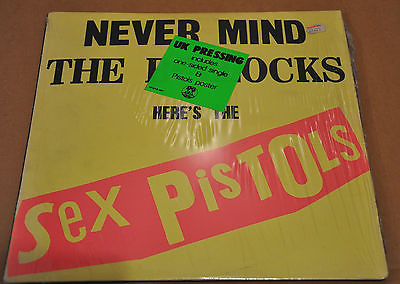 NEVER MIND
THE B OCKS
HERE'S THE
Sex PisTOLs
UK PRESSING
includes
one-sided single
&
Pistols poster